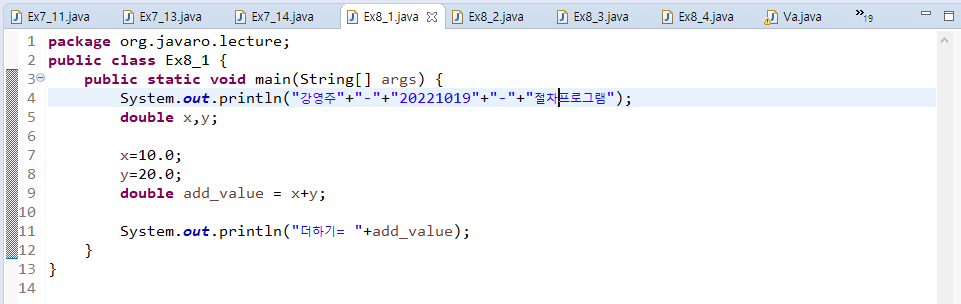 Ex7_11.java Ex7_13.java Ex7_14.java Ex8_1.java Ex8_2.java Ex8_3.java Ex8_4.java Va.java »19
1 package org.javaro.lecture;
2 public class Ex8_1 {
3 public static void main(String[] args) {
4 System.out.println("강영주"+"-"+"20221019"+"-"+"절차프로그램");
5 double x,y;
6
7 x=10.0;
8 y=20.0;
9 double add_value = x+y;
10
11 System.out.println("더하기= "+add_value);
12 }
13 }
14